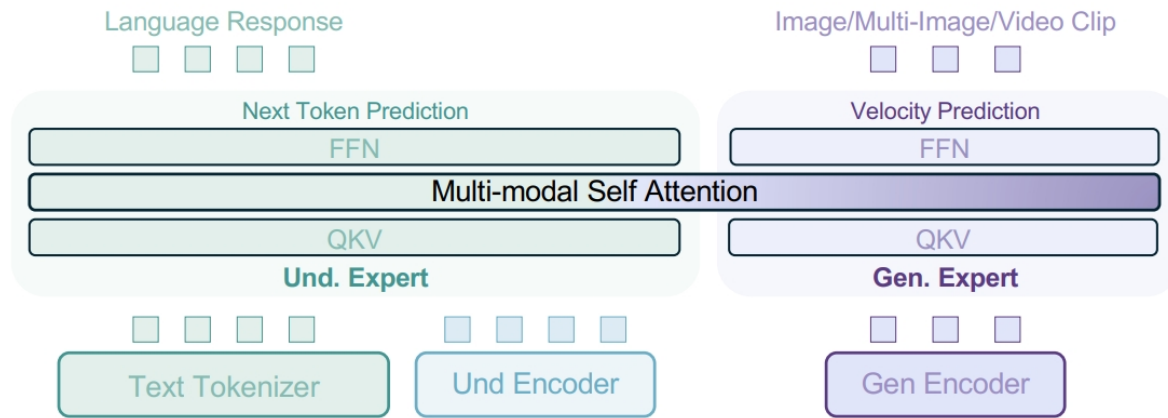 Language Response
Image/Multi-Image/Video Clip
Next Token Prediction
Velocity Prediction
FFN
FFN
Multi-modal Self Attention
QKV
QKV
Und. Expert
Gen. Expert
Text Tokenizer
Und Encoder
Gen Encoder